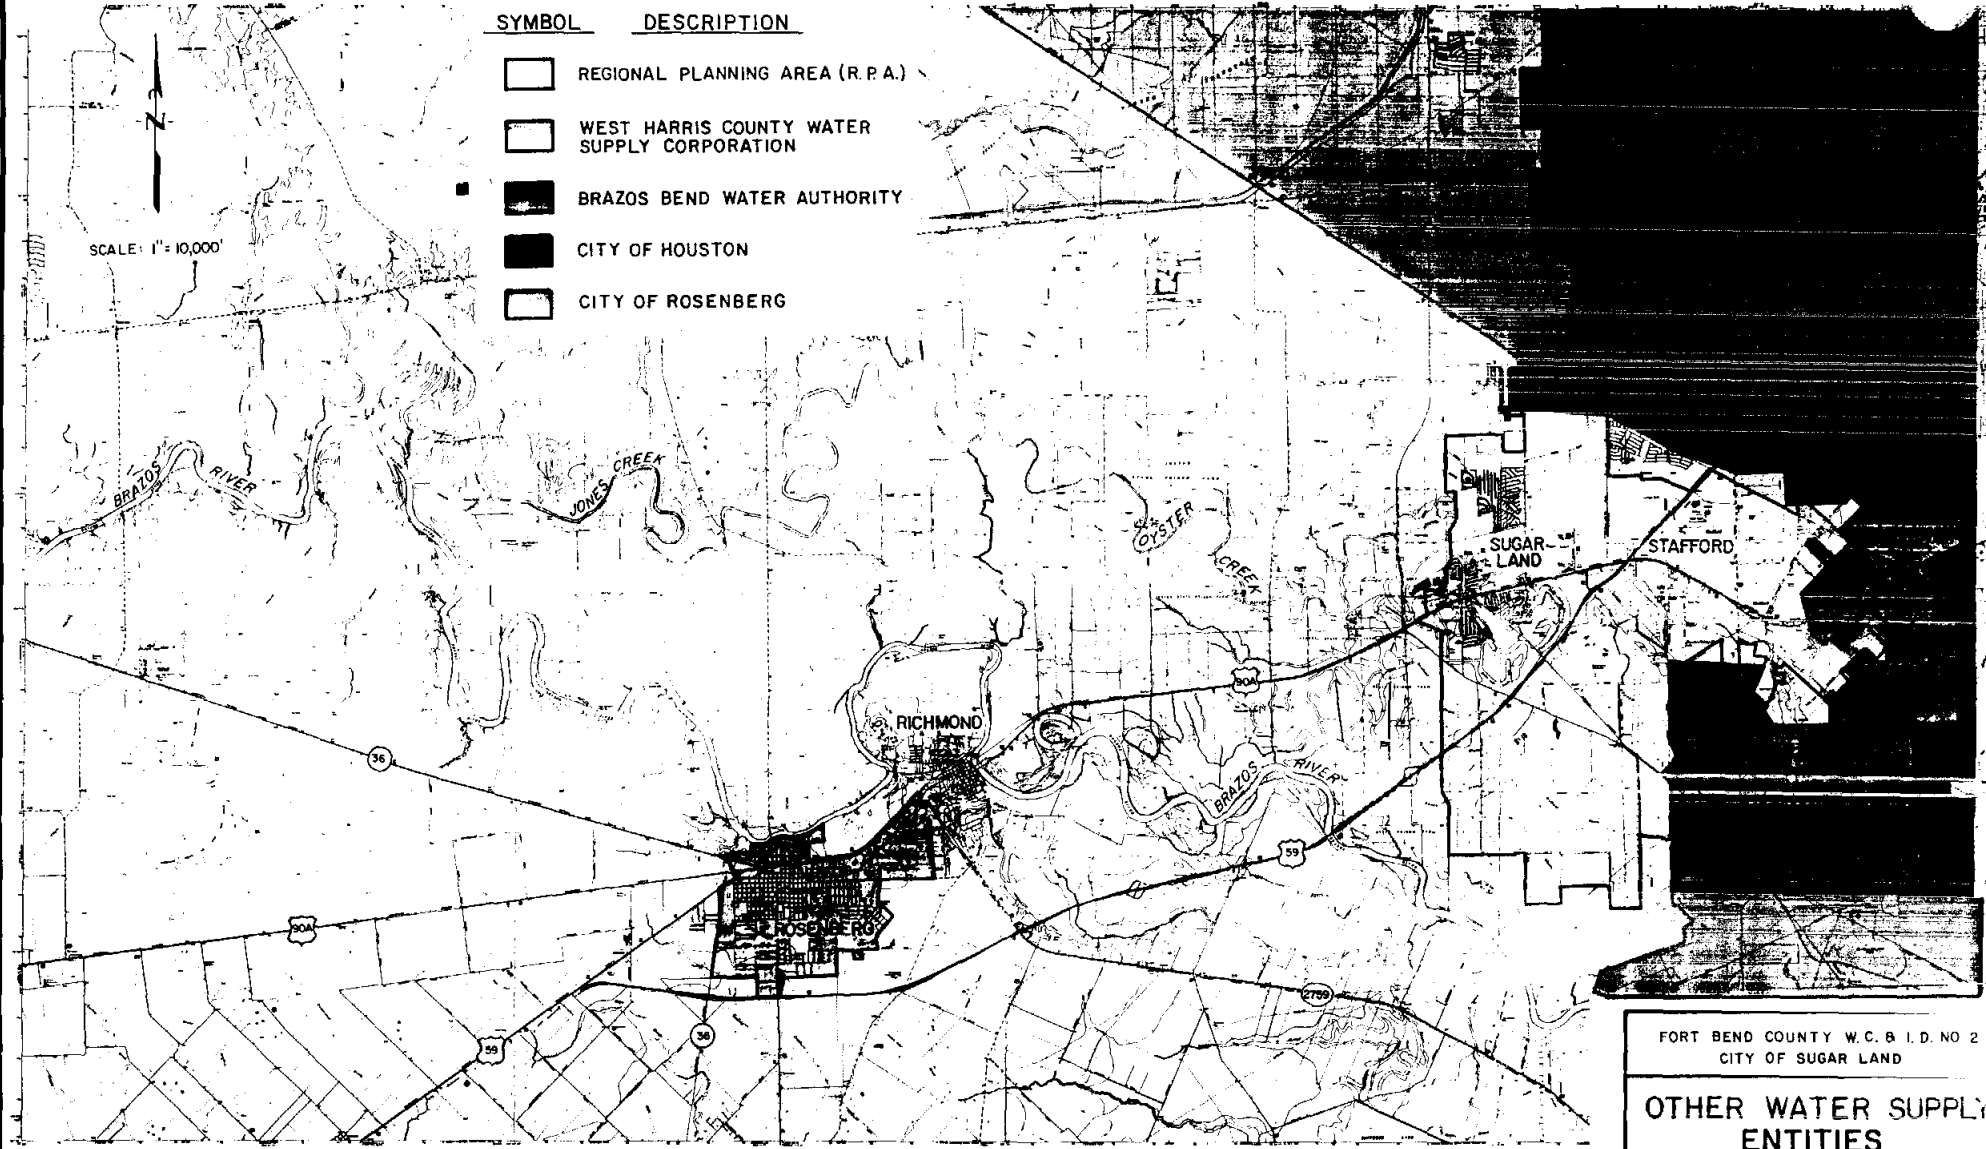 SYMBOL DESCRIPTION
REGIONAL PLANNING AREA (R.P.A.)
WEST HARRIS COUNTY WATER
SUPPLY CORPORATION
BRAZOS BEND WATER AUTHORITY
CITY OF HOUSTON
CITY OF ROSENBERG
N
SCALE: 1"=10,000'
BRAZOS RIVER
JONES CREEK
OYSTER CREEK
SUGAR
LAND
STAFFORD
90A
RICHMOND
36
BRAZOS RIVER
59
90A
ROSENBERG
2759
36
59
FORT BEND COUNTY W.C. & I.D. NO 2
CITY OF SUGAR LAND
OTHER WATER SUPPLY
ENTITIES